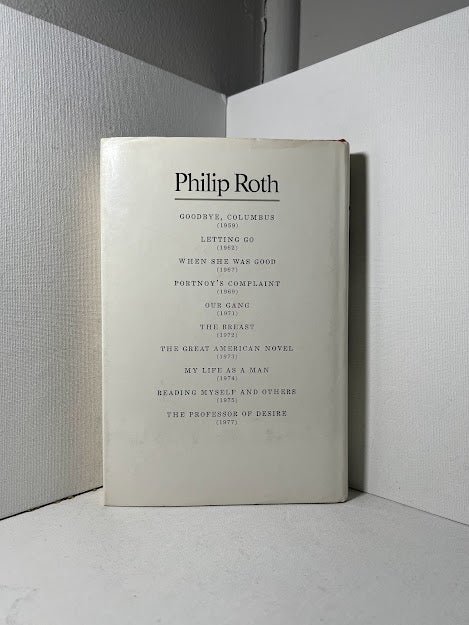 Philip Roth
GOODBYE, COLUMBUS
(1959)
LETTING GO
(1962)
WHEN SHE WAS GOOD
(1967)
PORTNOY'S COMPLAINT
(1969)
OUR GANG
(1971)
THE BREAST
(1972)
THE GREAT AMERICAN NOVEL
(1973)
MY LIFE AS A MAN
(1974)
READING MYSELF AND OTHERS
(1975)
THE PROFESSOR OF DESIRE
(1977)